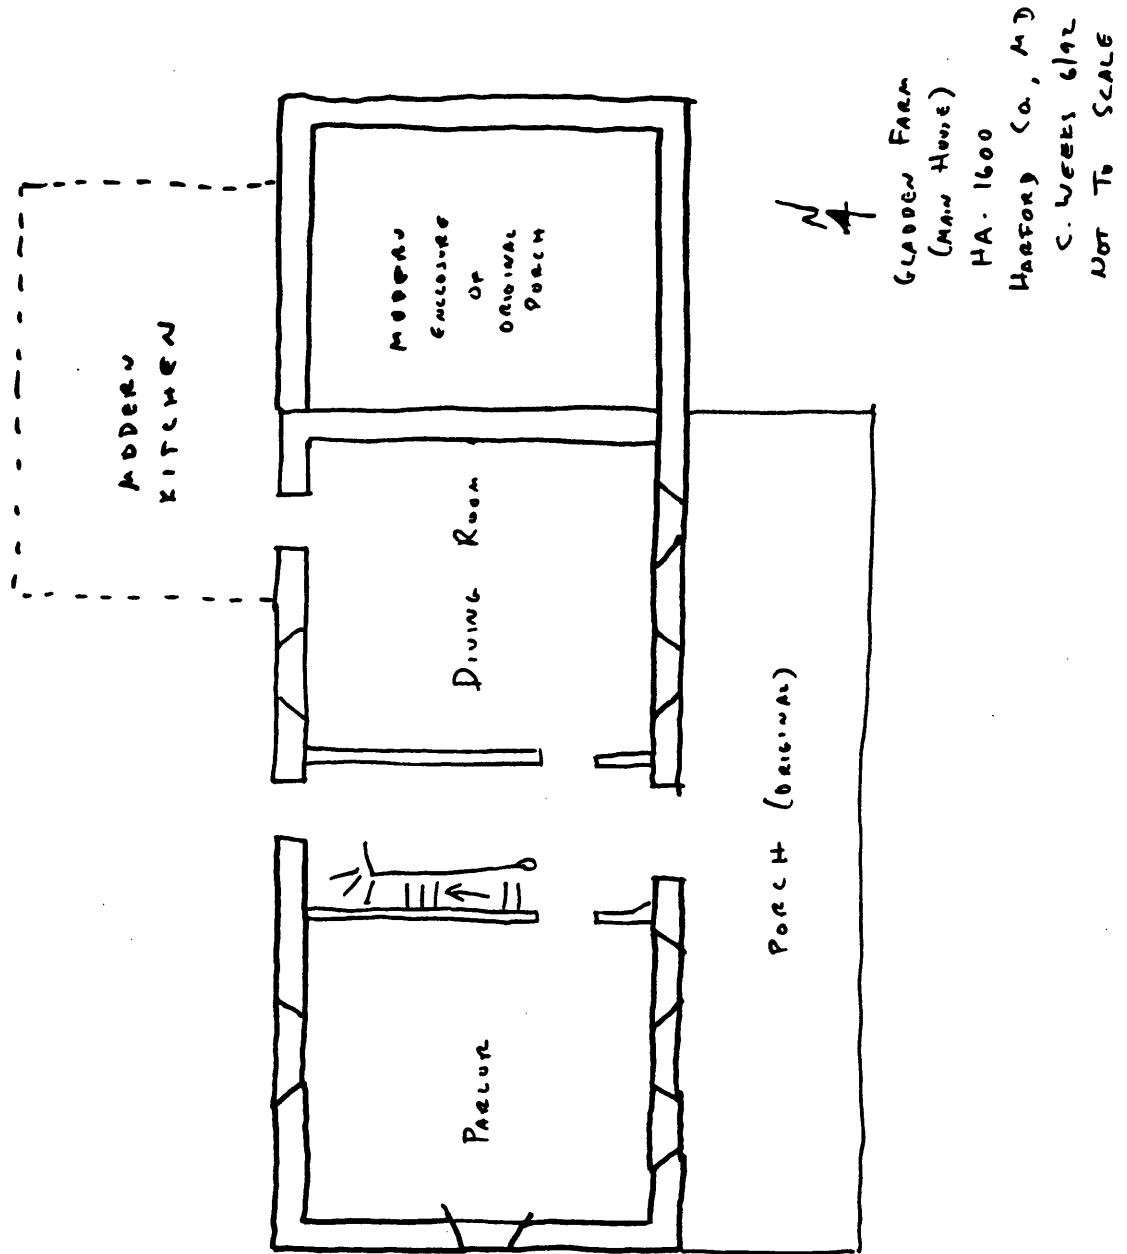 MODERN
KITCHEN
MODERN
ENCLOSURE
OF
ORIGINAL
PORCH
DINING ROOM
PARLOR
PORCH (ORIGINAL)
N
GLADDEN FARM
(MAIN HOUSE)
HA-1600
HARFORD CO, MD
C. WEEKS 6/92
NOT TO SCALE